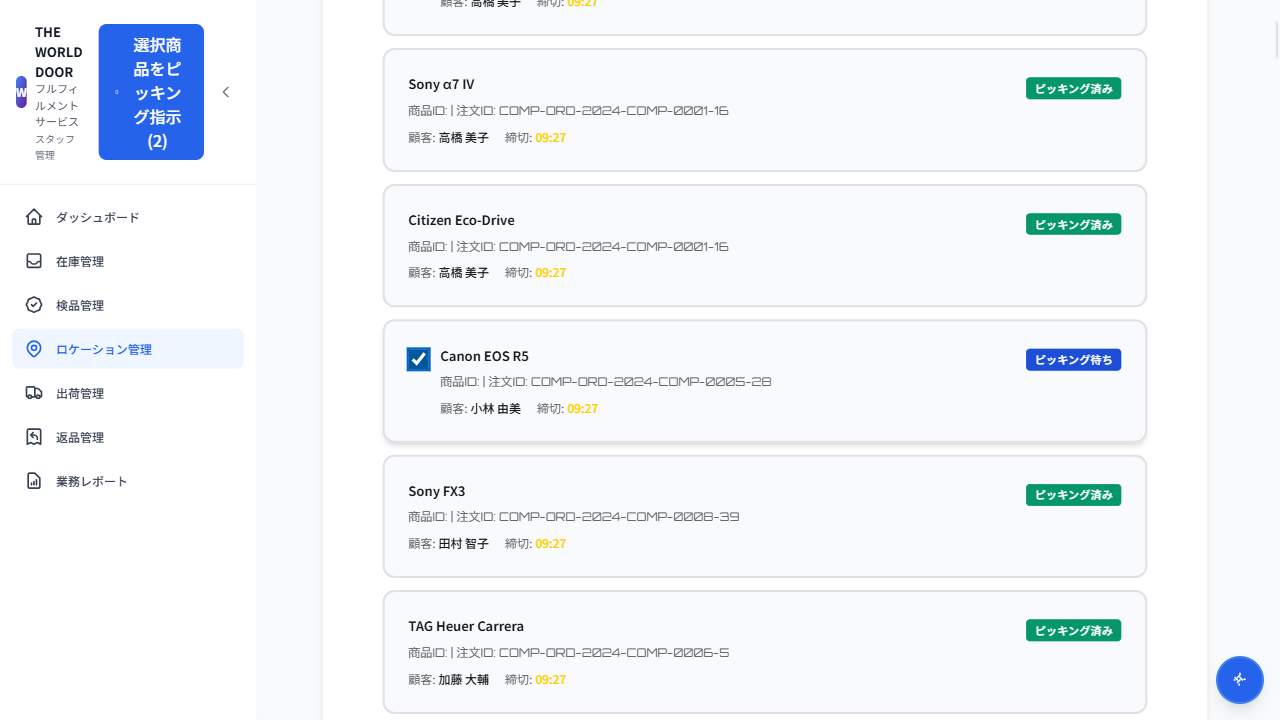 THE
WORLD
DOOR
フルフィ
ルメント
サービス
スタッフ
管理
W
選択商
品をピ
ッキン
グ指示
(2)
ダッシュボード
在庫管理
検品管理
ロケーション管理
出荷管理
返品管理
業務レポート
顧客: 高橋 美子 締切: 09:27
Sony α7 IV
ピッキング済み
商品ID: | 注文ID: COMP-ORD-2024-COMP-0001-16
顧客: 高橋 美子 締切: 09:27
Citizen Eco-Drive
ピッキング済み
商品ID: | 注文ID: COMP-ORD-2024-COMP-0001-16
顧客: 高橋 美子 締切: 09:27
Canon EOS R5
ピッキング待ち
商品ID: | 注文ID: COMP-ORD-2024-COMP-0005-28
顧客: 小林 由美 締切: 09:27
Sony FX3
ピッキング済み
商品ID: | 注文ID: COMP-ORD-2024-COMP-0008-39
顧客: 田村 智子 締切: 09:27
TAG Heuer Carrera
ピッキング済み
商品ID: | 注文ID: COMP-ORD-2024-COMP-0006-5
顧客: 加藤 大輔 締切: 09:27